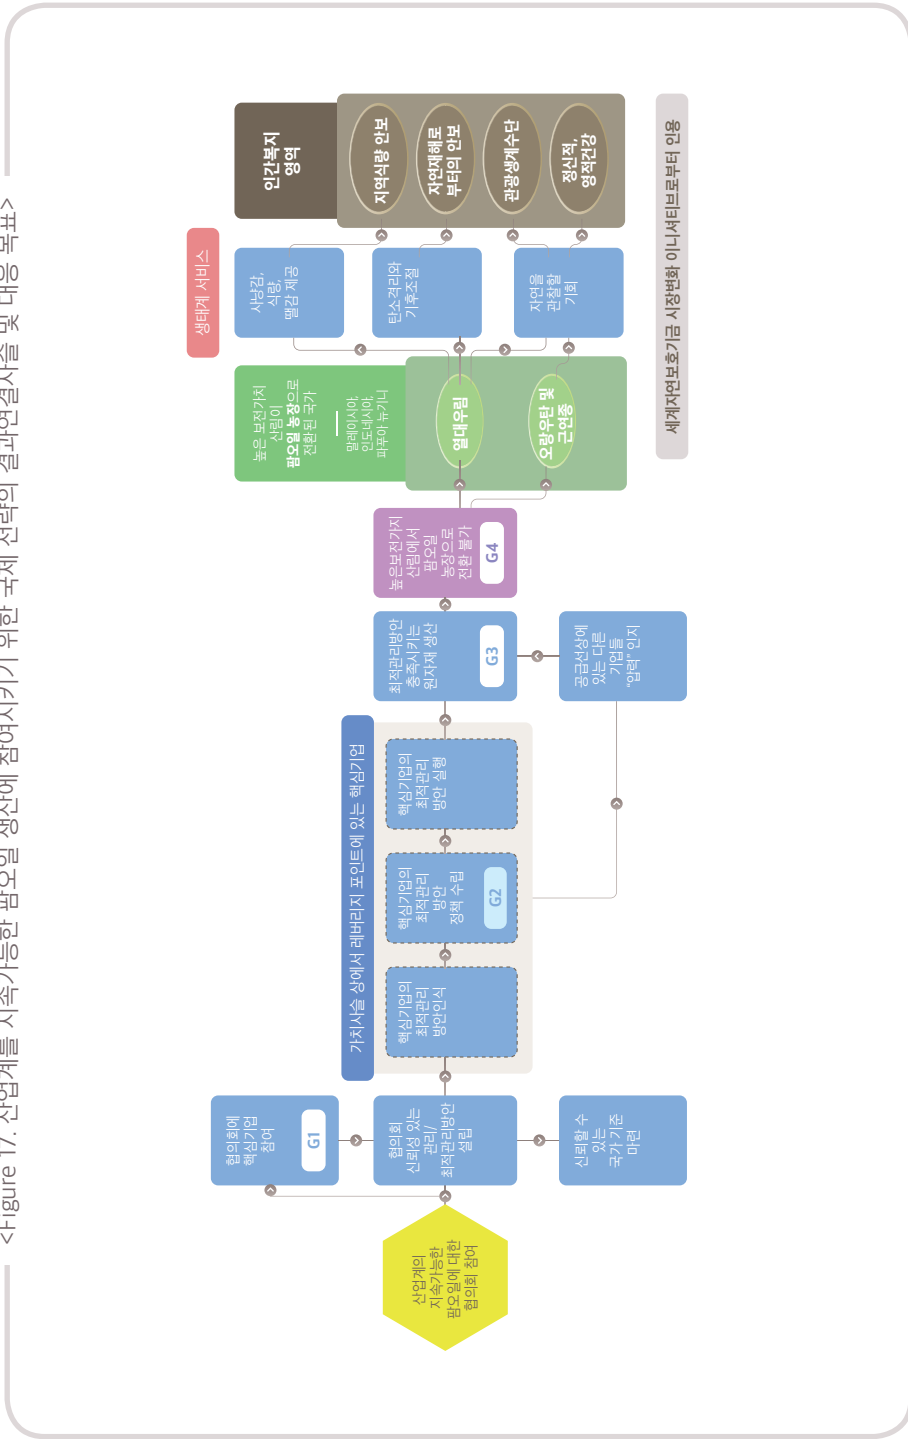 <Figure 17. 산업계를 지속가능한 팜오일 생산에 참여시키기 위한 국제 전략의 결과연결사슬 및 대응 목표>
산업계의
지속가능한
팜오일에 대한
협의회 참여
협의회에
핵심기업
참여
G1
협의회
신뢰성 있는
관리/
최적관리방안
설립
신뢰할 수
있는
국가 기준
마련
가치사슬 상에서 레버리지 포인트에 있는 핵심기업
핵심기업의
최적관리
방안인식
핵심기업의
최적관리
방안
정책 수립
G2
핵심기업의
최적관리
방안 실행
최적관리방안
충족시키는
원자재 생산
G3
공급선상에
있는 다른
기업들
"압력" 인지
높은보전가지
산림에서
팜오일
농장으로
전환 불가
G4
높은 보전가치
산림이
팜오일 농장으로
전환된 국가
말레이시아,
인도네시아,
파푸아 뉴기니
열대우림
오랑우탄 및
근연종
생태계 서비스
사냥감,
식량,
땔감 제공
탄소격리와
기후조절
자연을
관찰할
기회
인간복지
영역
지역식량 안보
자연재해로
부터의 안보
관광생계수단
정신적,
영적건강
세계자연보호기금 시장변화 이니셔티브로부터 인용